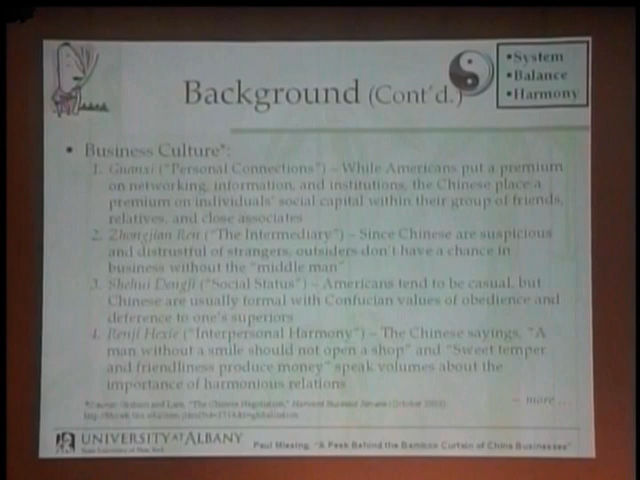 Background (Cont'd.)
•System
•Balance
•Harmony
• Business Culture*:
1. Guanxi ("Personal Connections") – While Americans put a premium
on networking, information, and institutions, the Chinese place a
premium on individuals' social capital within their group of friends,
relatives, and close associates
2. Zhongjian Ren ("The Intermediary") – Since Chinese are suspicious
and distrustful of strangers, outsiders don't have a chance in
business without the "middle man"
3. Shehui Dengji ("Social Status") – Americans tend to be casual, but
Chinese are usually formal with Confucian values of obedience and
deference to one's superiors
4. Renji Hexie ("Interpersonal Harmony") – The Chinese sayings, "A
man without a smile should not open a shop" and "Sweet temper
and friendliness produce money" speak volumes about the
importance of harmonious relations
*Source: Graham and Lam, "The Chinese Negotiation," Harvard Business Review (October 2003)
– more …
UNIVERSITY AT ALBANY
State University of New York
Paul Miesing, "A Peek Behind the Bamboo Curtain of China Businesses"